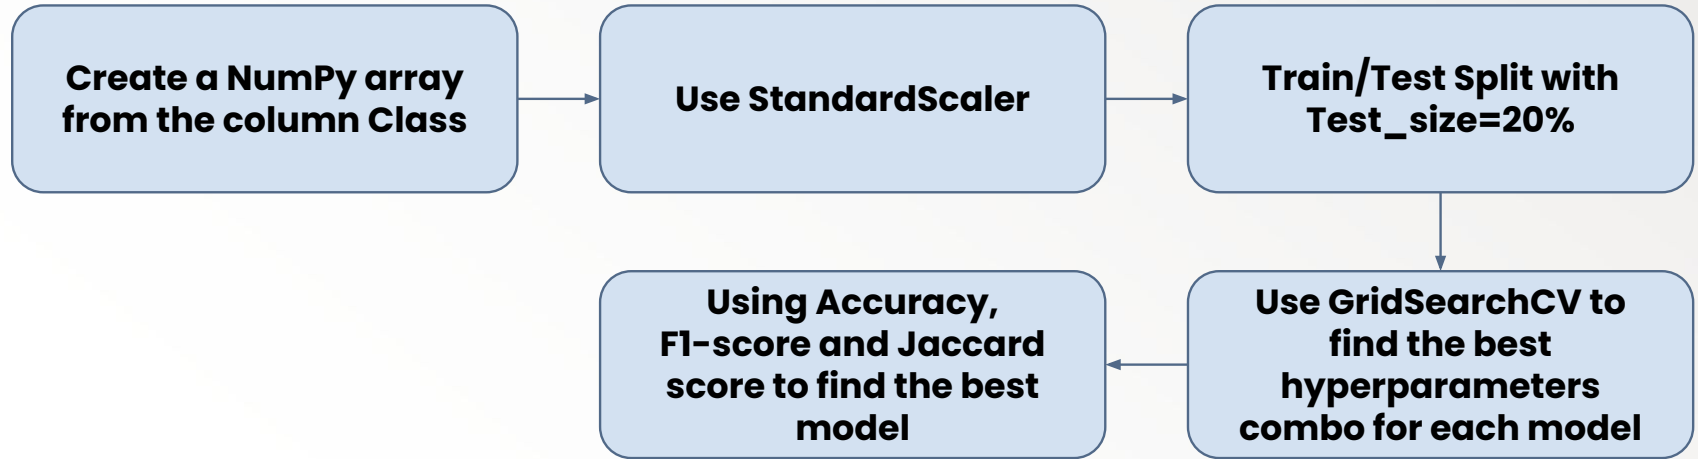 Create a NumPy array
from the column Class
Use StandardScaler
Train/Test Split with
Test_size=20%
Use GridSearchCV to
find the best
hyperparameters
combo for each model
Using Accuracy,
F1-score and Jaccard
score to find the best
model